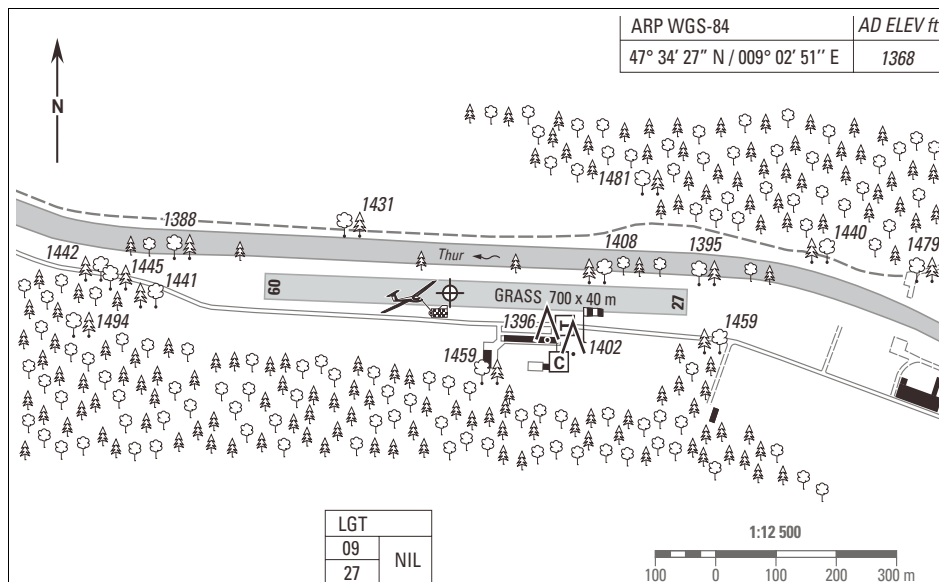 ARP WGS-84
AD ELEV ft
47° 34′ 27″ N / 009° 02′ 51′′ E
1368
N
1481
1431
1388
1408
1395
1440
1479
Thur
1442
1445
1441
09
GRASS 700 x 40 m
27
1494
1396
T
1402
1459
1459
C
LGT
09
27
NIL
1:12 500
100
0
100
200
300 m